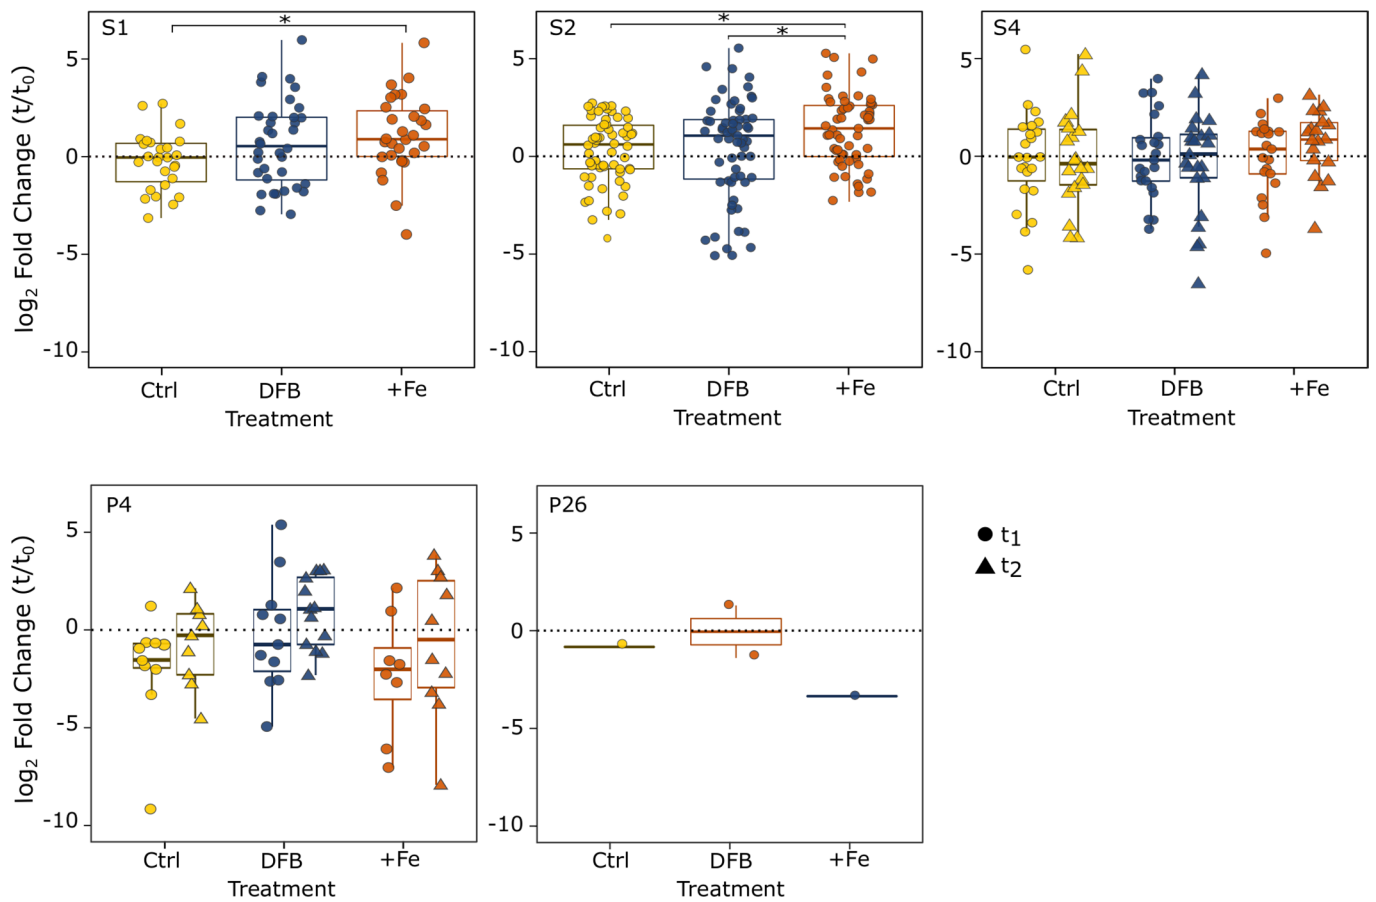 S1
*
log₂ Fold Change (t/t₀)
5
0
-5
-10
Ctrl DFB +Fe
Treatment
S2
*
*
5
0
-5
-10
Ctrl DFB +Fe
Treatment
S4
5
0
-5
-10
Ctrl DFB +Fe
Treatment
P4
log₂ Fold Change (t/t₀)
5
0
-5
-10
Ctrl DFB +Fe
Treatment
P26
5
0
-5
-10
Ctrl DFB +Fe
Treatment
t₁
t₂